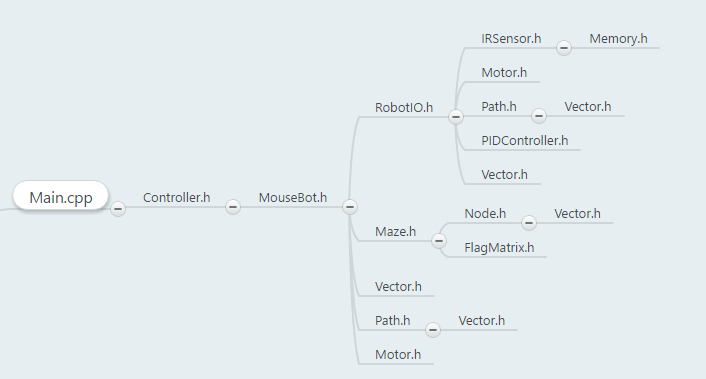 IRSensor.h Memory.h
Motor.h
RobotIO.h Path.h Vector.h
PIDController.h
Vector.h
Main.cpp Controller.h MouseBot.h
Maze.h Node.h Vector.h
FlagMatrix.h
Vector.h
Path.h Vector.h
Motor.h